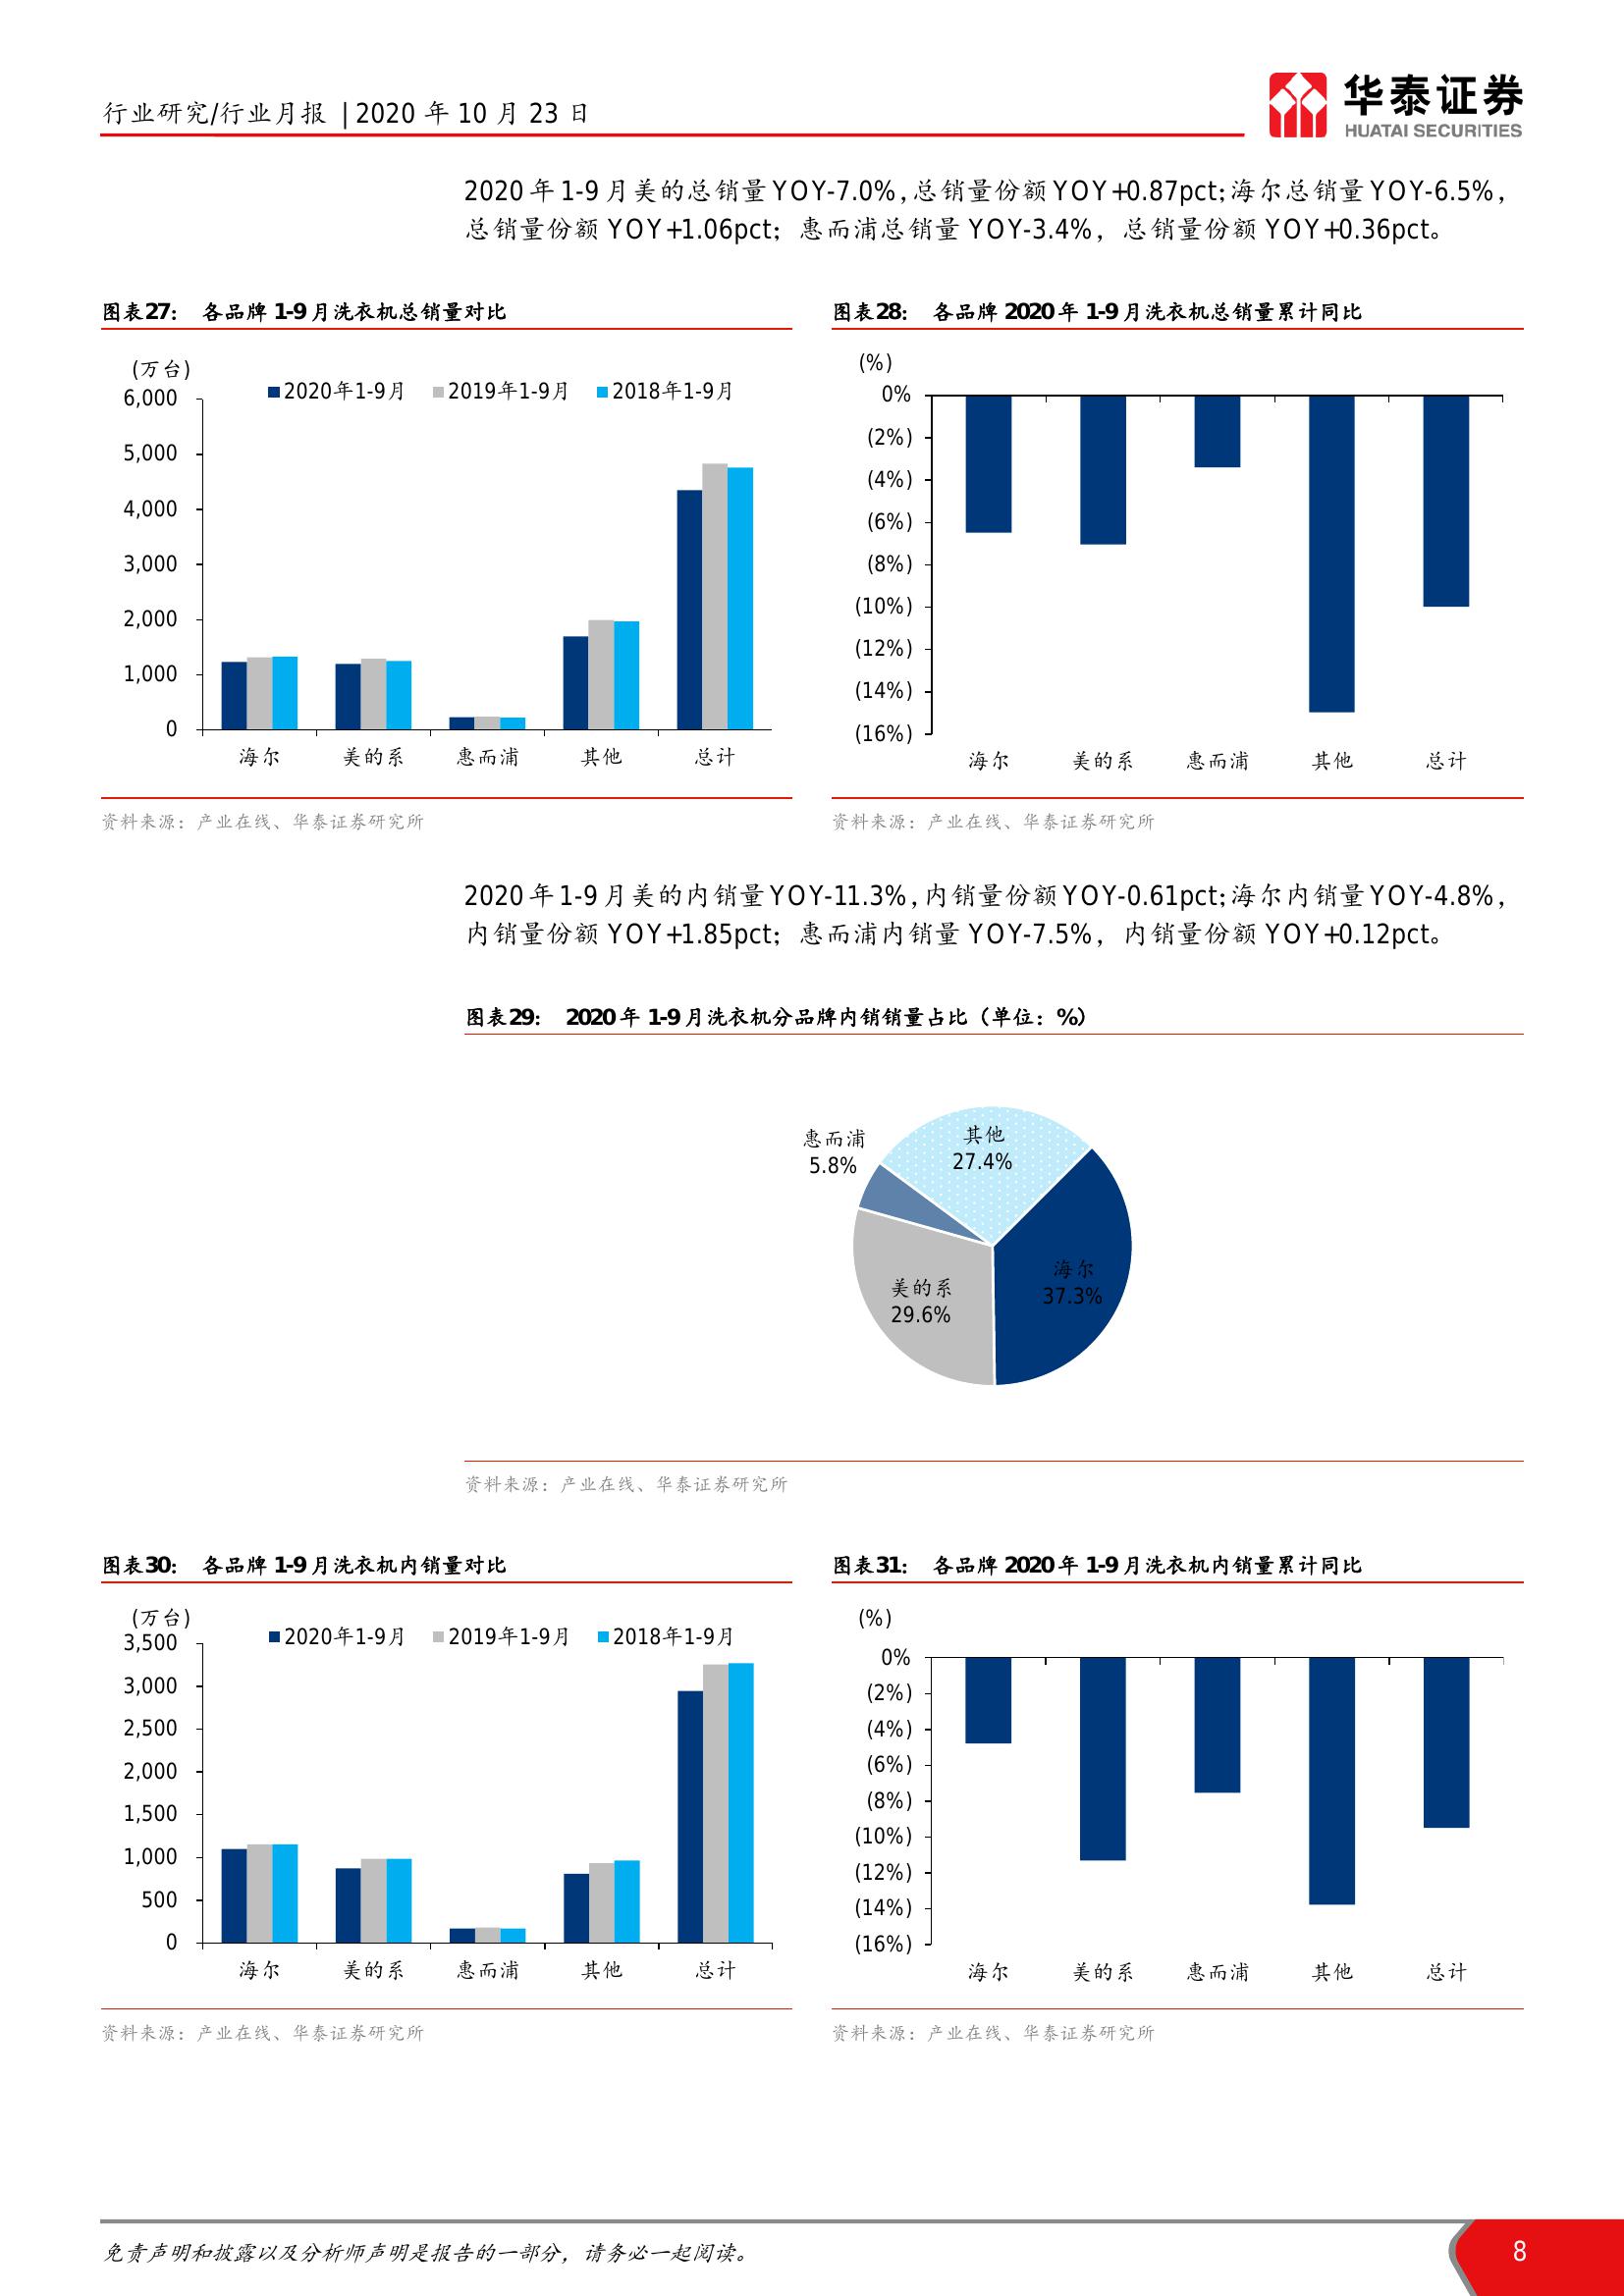 行业研究/行业月报 | 2020 年 10 月 23 日
华泰证券
HUATAI SECURITIES
2020 年 1-9 月美的总销量 YOY-7.0%，总销量份额 YOY+0.87pct；海尔总销量 YOY-6.5%，
总销量份额 YOY+1.06pct；惠而浦总销量 YOY-3.4%，总销量份额 YOY+0.36pct。
图表27： 各品牌 1-9 月洗衣机总销量对比
(万台)
2020年1-9月 2019年1-9月 2018年1-9月
6,000
5,000
4,000
3,000
2,000
1,000
0
海尔 美的系 惠而浦 其他 总计
资料来源：产业在线、华泰证券研究所
图表28： 各品牌 2020 年 1-9 月洗衣机总销量累计同比
(%)
0%
(2%)
(4%)
(6%)
(8%)
(10%)
(12%)
(14%)
(16%)
海尔 美的系 惠而浦 其他 总计
资料来源：产业在线、华泰证券研究所
2020 年 1-9 月美的内销量 YOY-11.3%，内销量份额 YOY-0.61pct；海尔内销量 YOY-4.8%，
内销量份额 YOY+1.85pct；惠而浦内销量 YOY-7.5%，内销量份额 YOY+0.12pct。
图表29： 2020 年 1-9 月洗衣机分品牌内销销量占比（单位：%）
其他
27.4%
惠而浦
5.8%
海尔
37.3%
美的系
29.6%
资料来源：产业在线、华泰证券研究所
图表30： 各品牌 1-9 月洗衣机内销量对比
(万台)
2020年1-9月 2019年1-9月 2018年1-9月
3,500
3,000
2,500
2,000
1,500
1,000
500
0
海尔 美的系 惠而浦 其他 总计
资料来源：产业在线、华泰证券研究所
图表31： 各品牌 2020 年 1-9 月洗衣机内销量累计同比
(%)
0%
(2%)
(4%)
(6%)
(8%)
(10%)
(12%)
(14%)
(16%)
海尔 美的系 惠而浦 其他 总计
资料来源：产业在线、华泰证券研究所
免责声明和披露以及分析师声明是报告的一部分，请务必一起阅读。
8